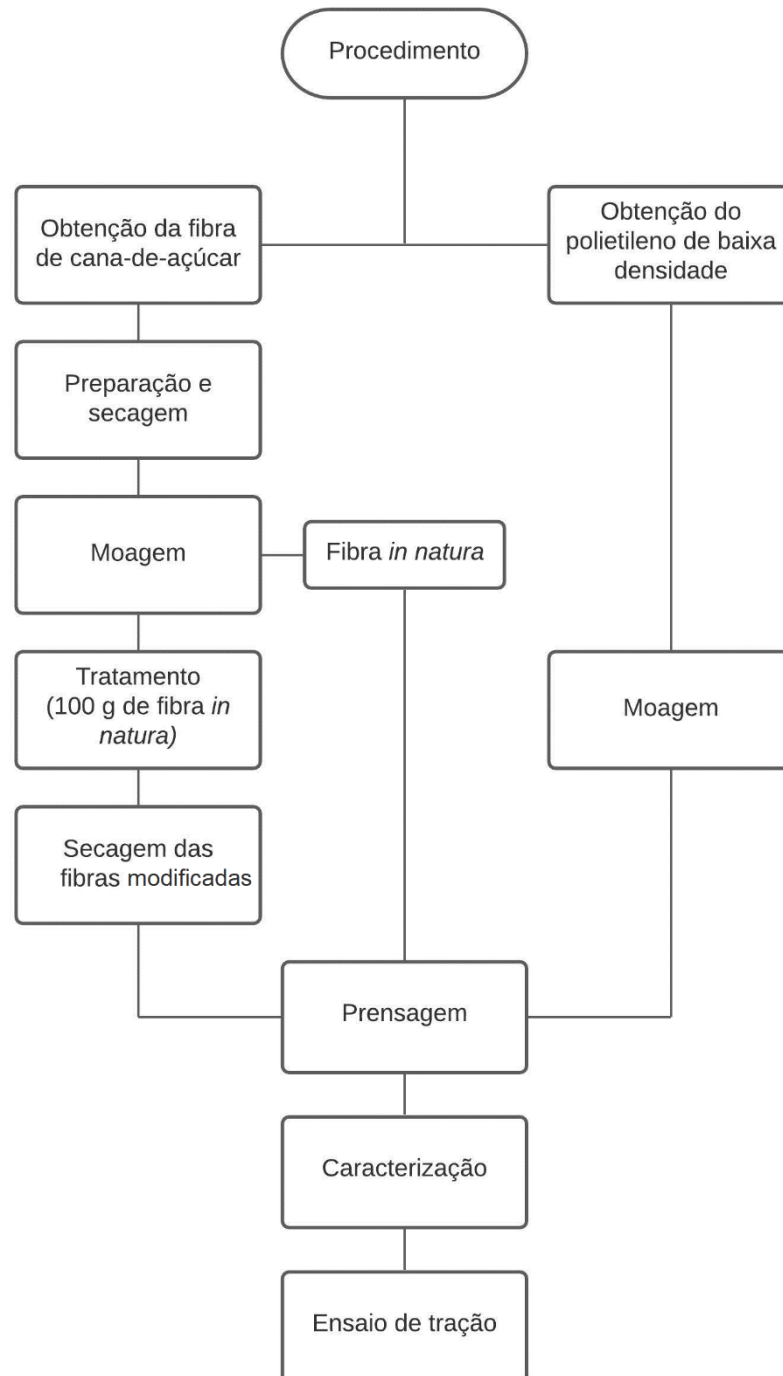 Procedimento
Obtenção da fibra
de cana-de-açúcar
Obtenção do
polietileno de baixa
densidade
Preparação e
secagem
Moagem
Fibra in natura
Tratamento
(100 g de fibra in
natura)
Moagem
Secagem das
fibras modificadas
Prensagem
Caracterização
Ensaio de tração